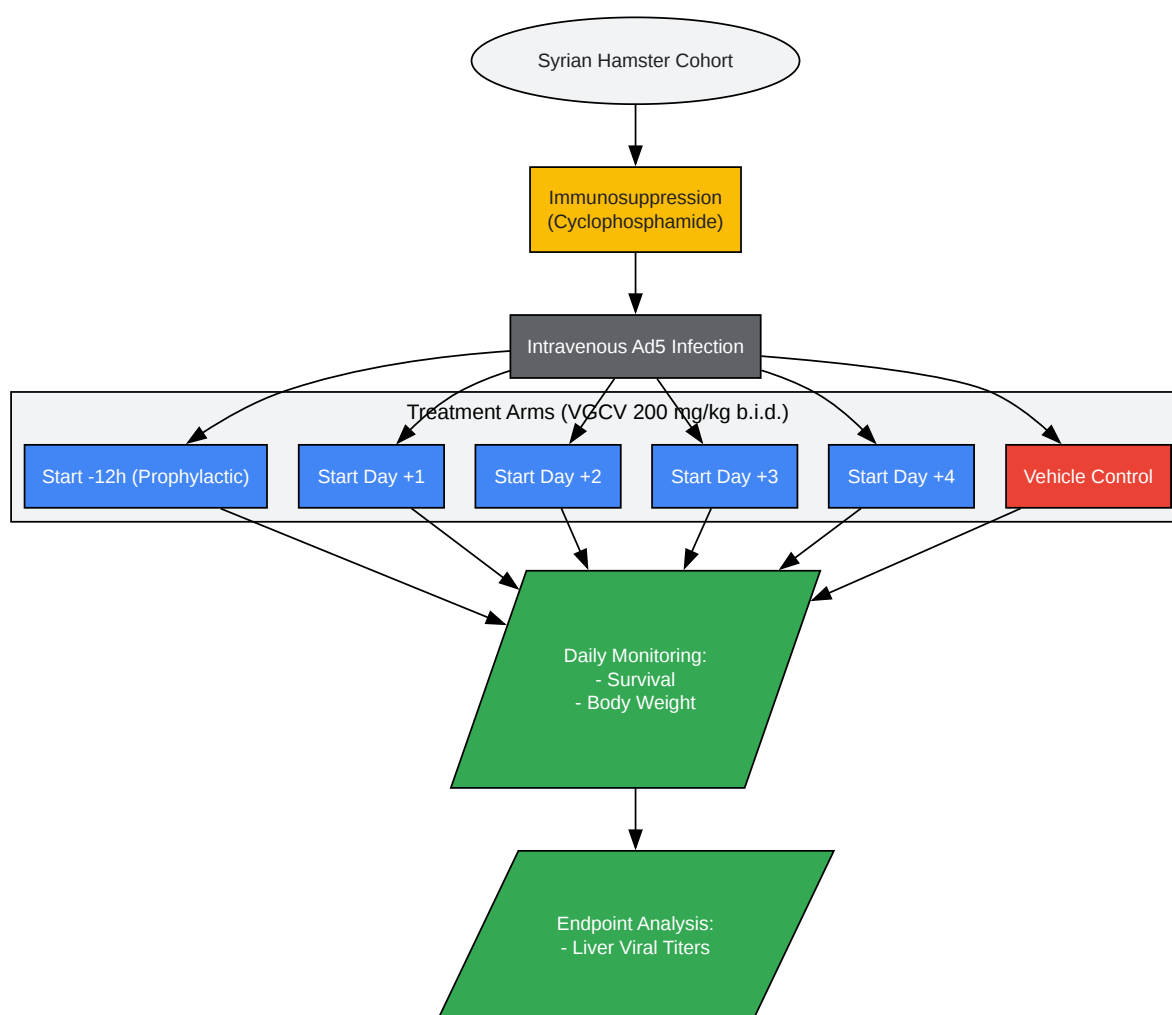 Syrian Hamster Cohort
Immunosuppression
(Cyclophosphamide)
Intravenous Ad5 Infection
Treatment Arms (VGCV 200 mg/kg b.i.d.)
Start -12h (Prophylactic)
Start Day +1
Start Day +2
Start Day +3
Start Day +4
Vehicle Control
Daily Monitoring:
- Survival
- Body Weight
Endpoint Analysis:
- Liver Viral Titers